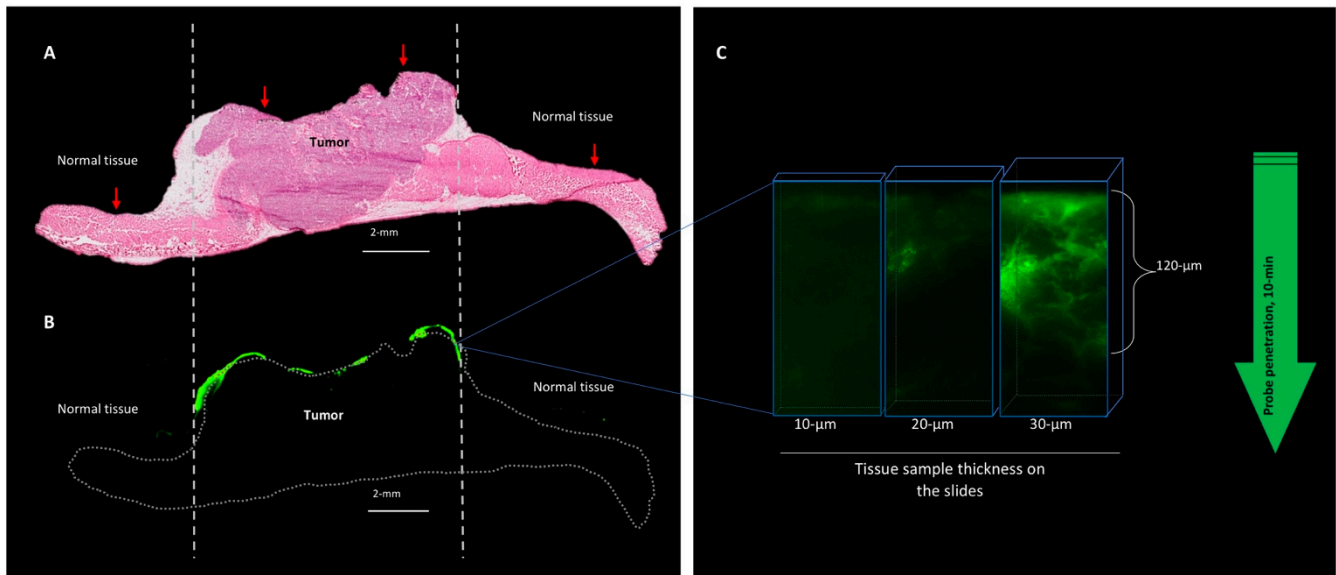 A
Normal tissue
Tumor
Normal tissue
2-mm
B
Normal tissue
Tumor
Normal tissue
2-mm
C
120-μm
10-μm
20-μm
30-μm
Tissue sample thickness on
the slides
Probe penetration, 10-min